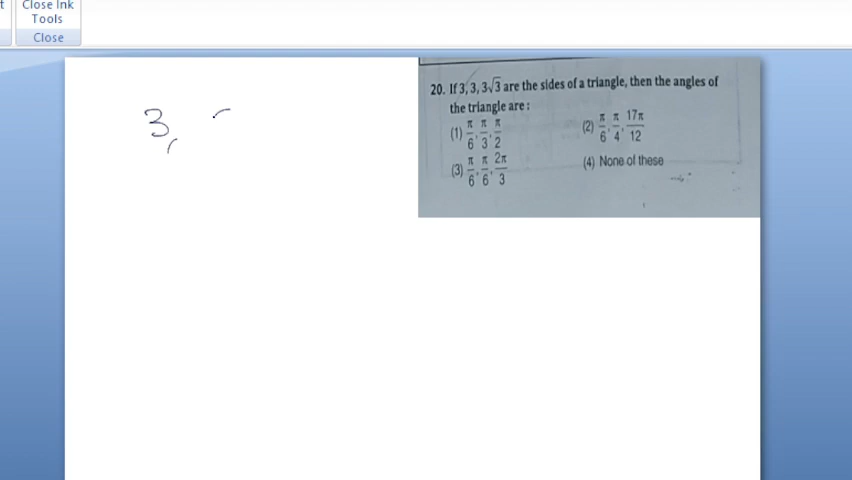 t
Close Ink
Tools
Close
3,
20. If 3, 3, 3√3 are the sides of a triangle, then the angles of
the triangle are :
(1) π/6, π/3, π/2
(2) π/6, π/4, 17π/12
(3) π/6, π/6, 2π/3
(4) None of these